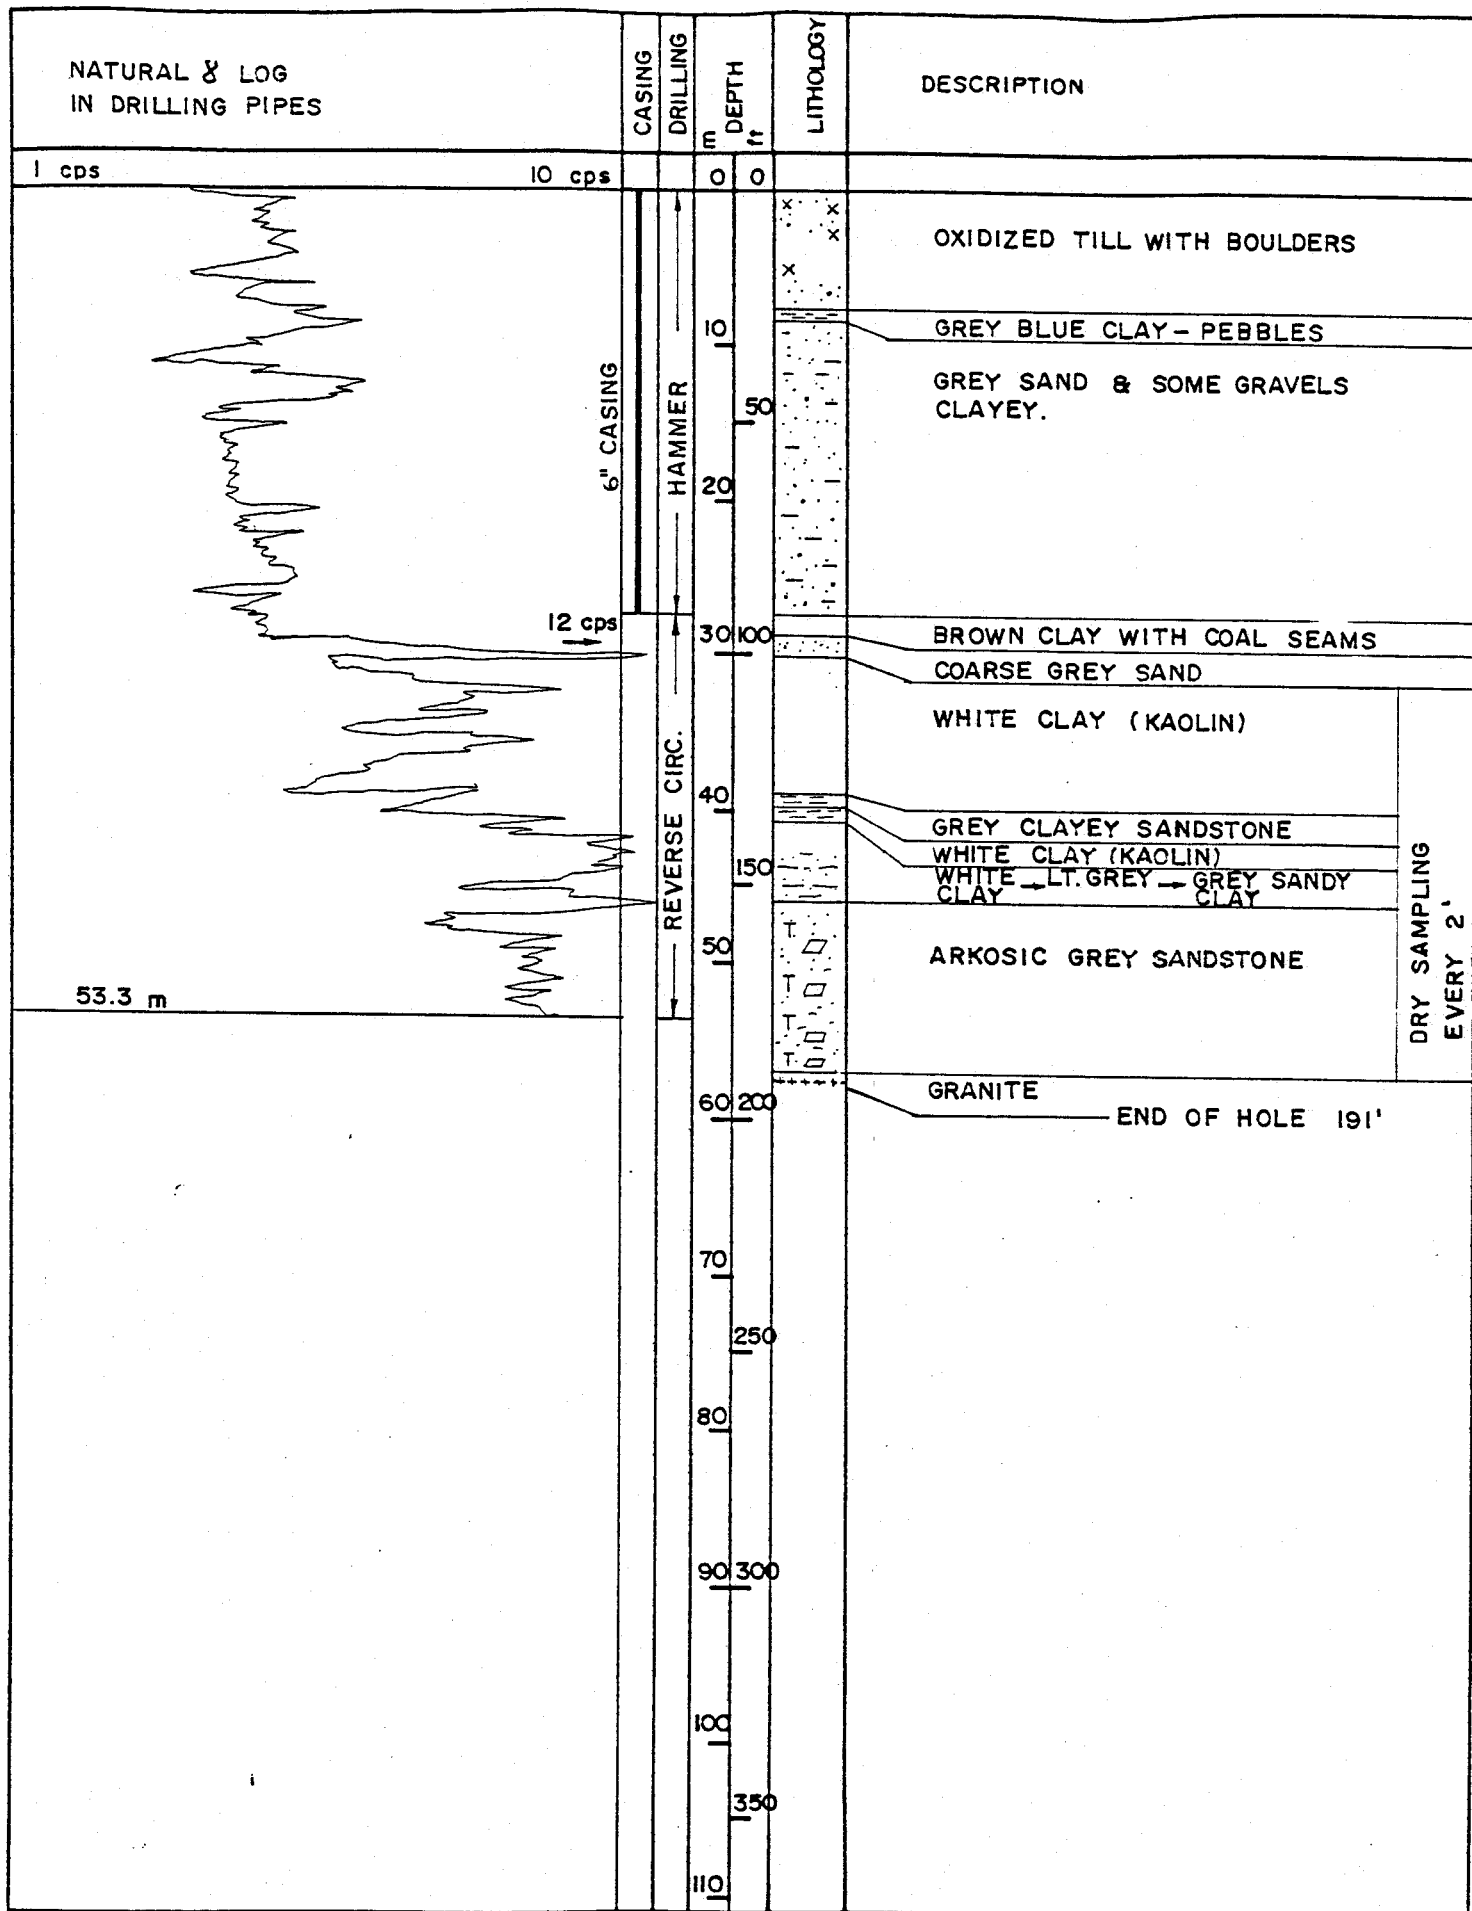 NATURAL γ LOG
IN DRILLING PIPES
CASING
DRILLING
DEPTH
m
ft
LITHOLOGY
DESCRIPTION
1 cps
10 cps
0
0
OXIDIZED TILL WITH BOULDERS
GREY BLUE CLAY - PEBBLES
10
GREY SAND & SOME GRAVELS
CLAYEY.
50
6" CASING
HAMMER
20
12 cps
30
100
BROWN CLAY WITH COAL SEAMS
COARSE GREY SAND
WHITE CLAY (KAOLIN)
REVERSE CIRC.
40
GREY CLAYEY SANDSTONE
WHITE CLAY (KAOLIN)
150
WHITE → LT. GREY → GREY SANDY
CLAY CLAY
DRY SAMPLING
EVERY 2'
T
50
ARKOSIC GREY SANDSTONE
T
53.3 m
T
T
GRANITE
60
200
END OF HOLE 191'
70
250
80
90
300
100
350
110